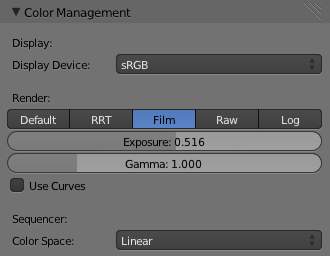 Color Management
Display:
Display Device: sRGB
Render:
Default RRT Film Raw Log
Exposure: 0.516
Gamma: 1.000
Use Curves
Sequencer:
Color Space: Linear